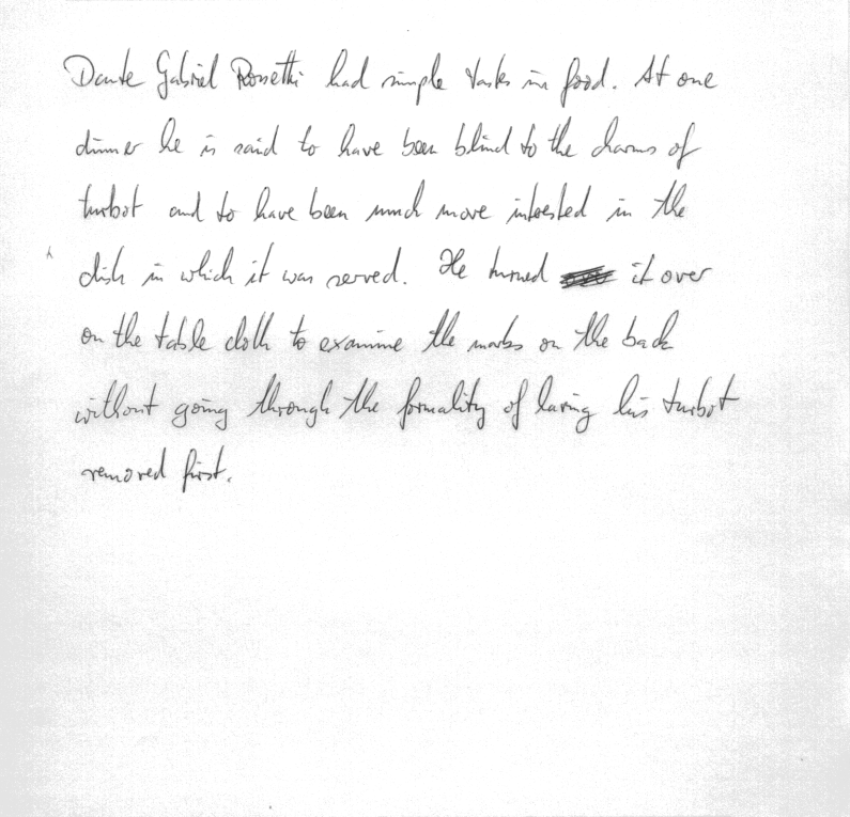 Dante Gabriel Rossetti had simple tastes in food. At one
dinner he is said to have been blind to the charms of
turbot and to have been much more interested in the
dish in which it was served. He turned it over
on the table cloth to examine the marks on the back
without going through the formality of having his turbot
removed first.